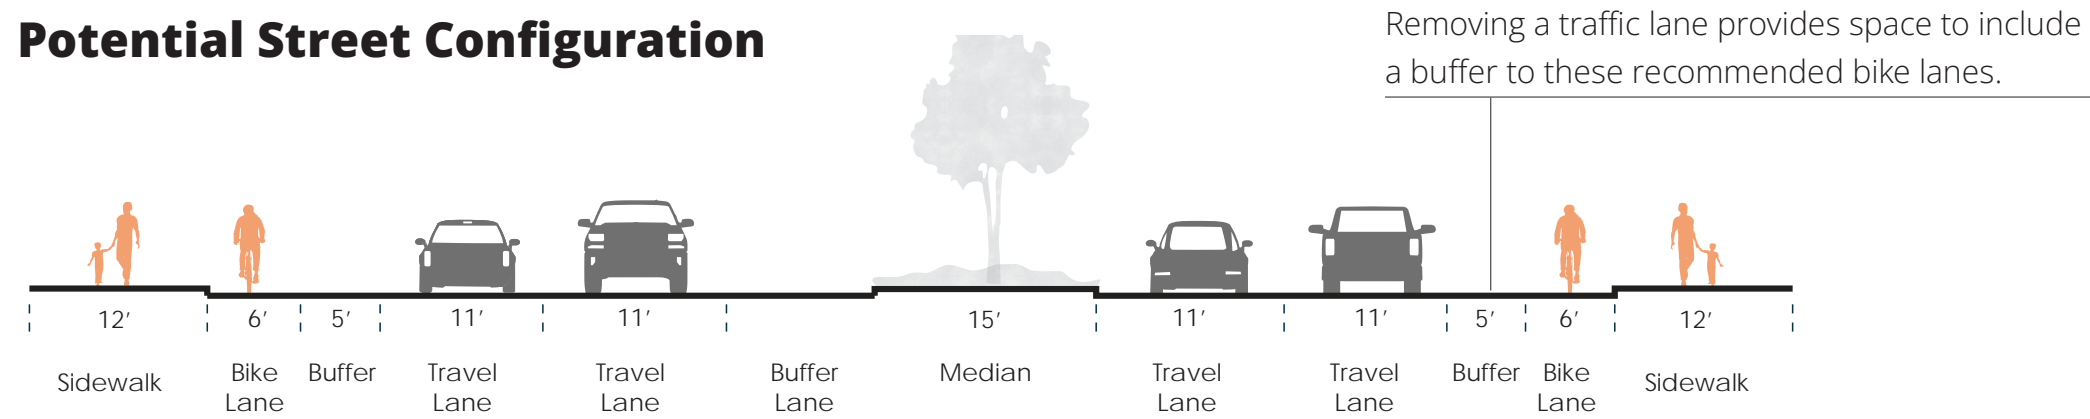 Potential Street Configuration
Removing a traffic lane provides space to include
a buffer to these recommended bike lanes.
12′ 6′ 5′ 11′ 11′ 15′ 11′ 11′ 5′ 6′ 12′
Sidewalk
Bike
Lane
Buffer
Travel
Lane
Travel
Lane
Buffer
Lane
Median
Travel
Lane
Travel
Lane
Buffer
Bike
Lane
Sidewalk